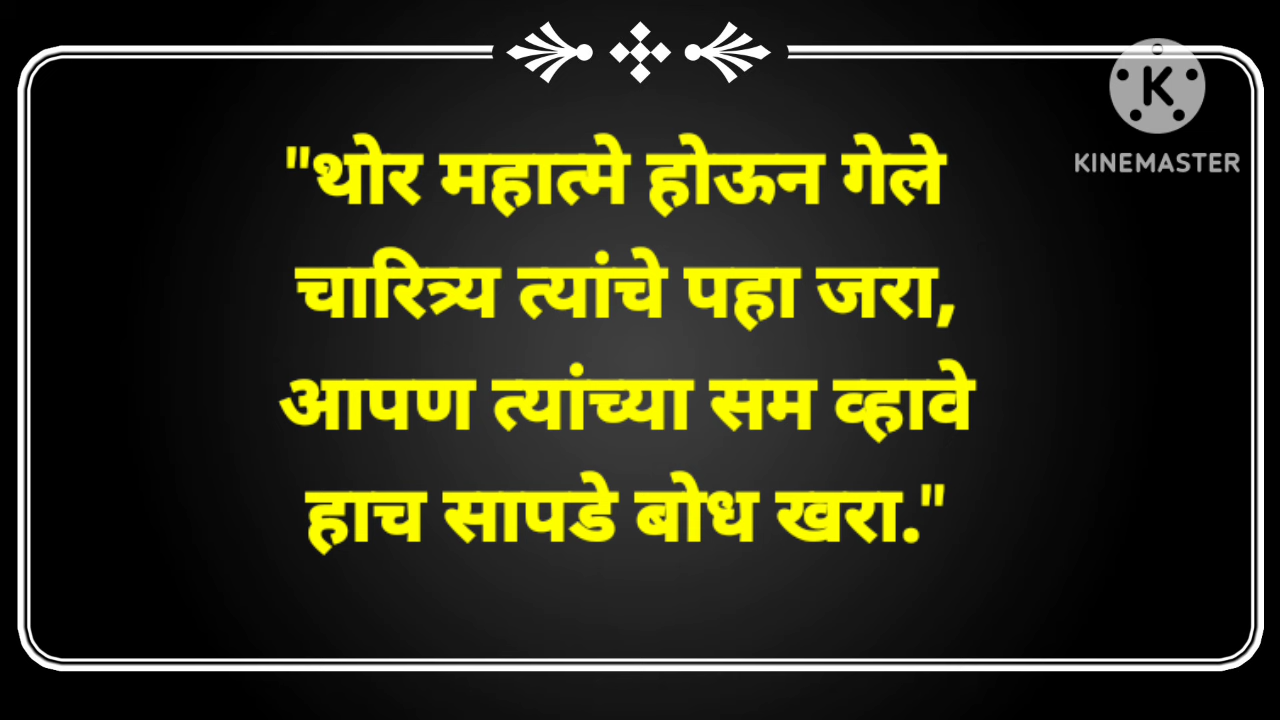 "थोर महात्मे होऊन गेले
चारित्र्य त्यांचे पहा जरा,
आपण त्यांच्या सम व्हावे
हाच सापडे बोध खरा."
K
KINEMASTER